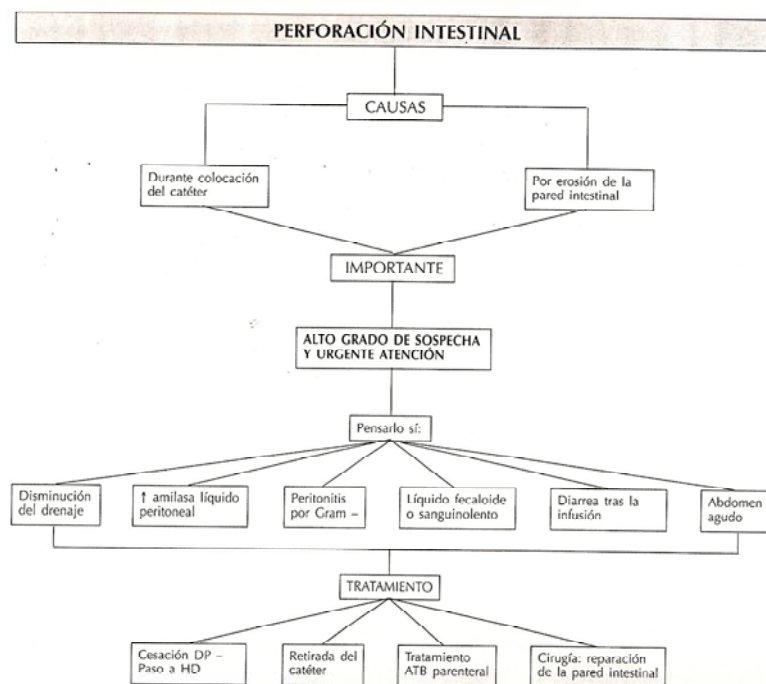 PERFORACIÓN INTESTINAL
CAUSAS
Durante colocación
del catéter
Por erosión de la
pared intestinal
IMPORTANTE
ALTO GRADO DE SOSPECHA
Y URGENTE ATENCIÓN
Pensarlo sí:
Disminución
del drenaje
↑ amilasa líquido
peritoneal
Peritonitis
por Gram –
Líquido fecaloide
o sanguinolento
Diarrea tras la
infusión
Abdomen
agudo
TRATAMIENTO
Cesación DP –
Paso a HD
Retirada del
catéter
Tratamiento
ATB parenteral
Cirugía: reparación
de la pared intestinal